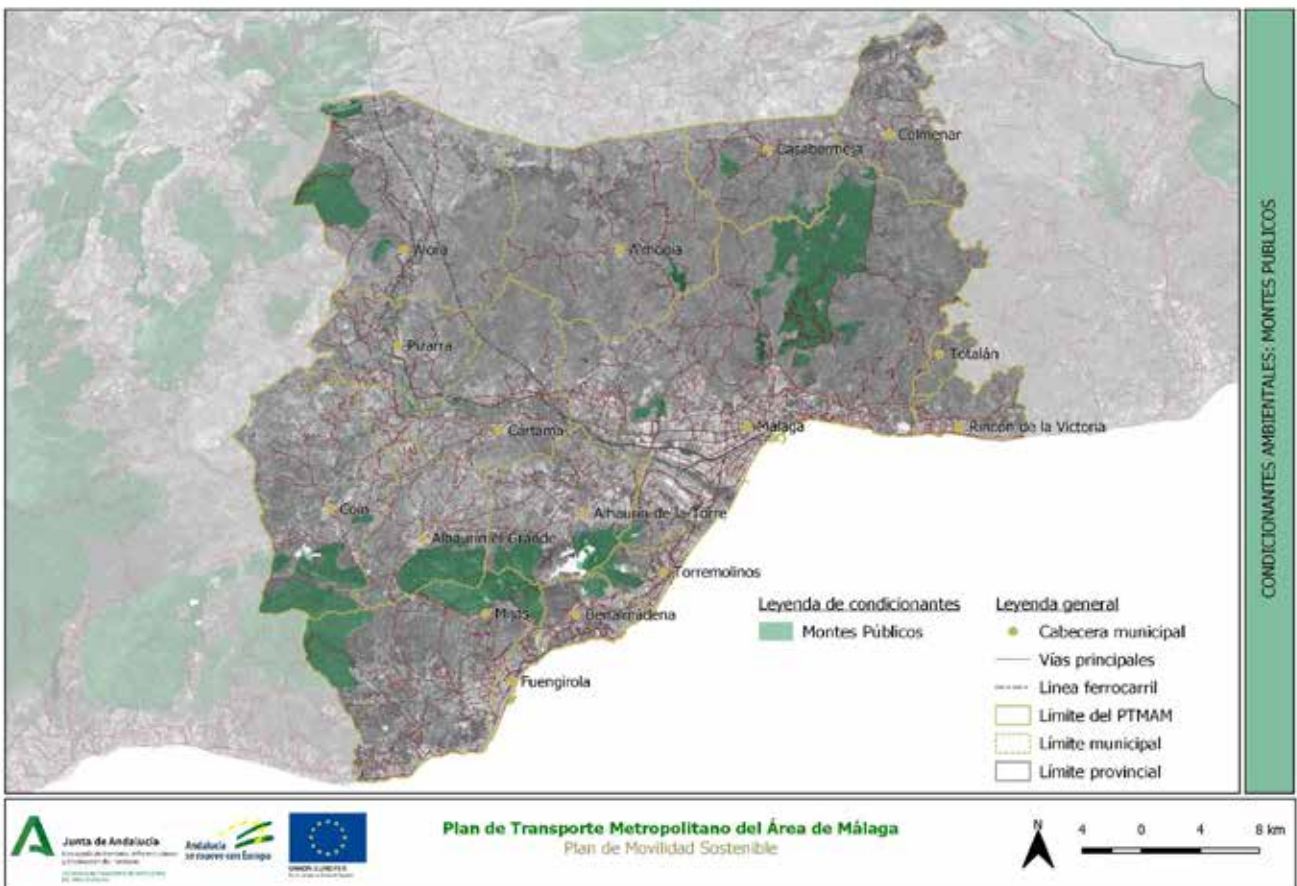 Colmenar
Casabermeja
Álora
Almogía
Pizarra
Totalán
Cártama
Málaga
Rincón de la Victoria
Coín
Alhaurín de la Torre
Alhaurín el Grande
Torremolinos
Mijas
Benalmádena
Fuengirola
Leyenda de condicionantes
Montes Públicos
Leyenda general
Cabecera municipal
Vías principales
Línea ferrocarril
Límite del PTMAM
Límite municipal
Límite provincial
CONDICIONANTES AMBIENTALES: MONTES PUBLICOS
Junta de Andalucía
Andalucía
se mueve con Europa
UNION EUROPEA
Plan de Transporte Metropolitano del Área de Málaga
Plan de Movilidad Sostenible
N
4 0 4 8 km